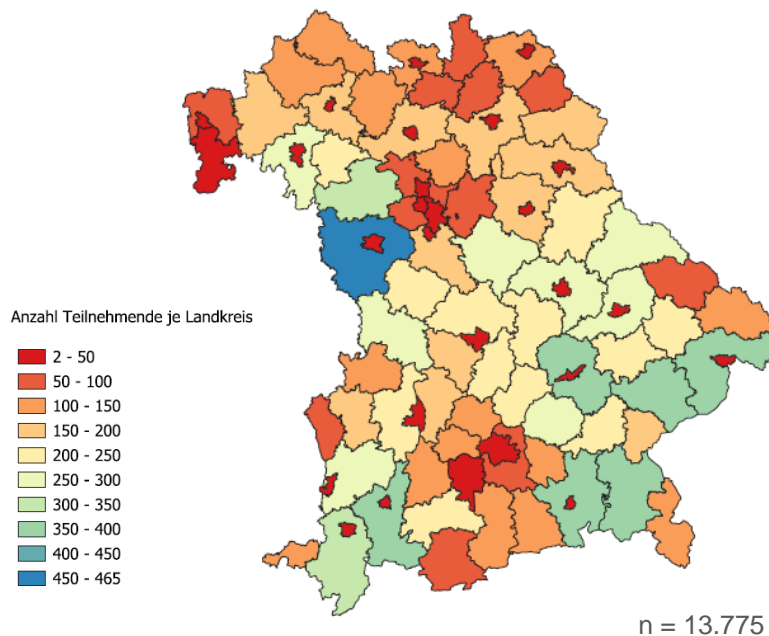 Anzahl Teilnehmende je Landkreis
2 - 50
50 - 100
100 - 150
150 - 200
200 - 250
250 - 300
300 - 350
350 - 400
400 - 450
450 - 465
n = 13.775